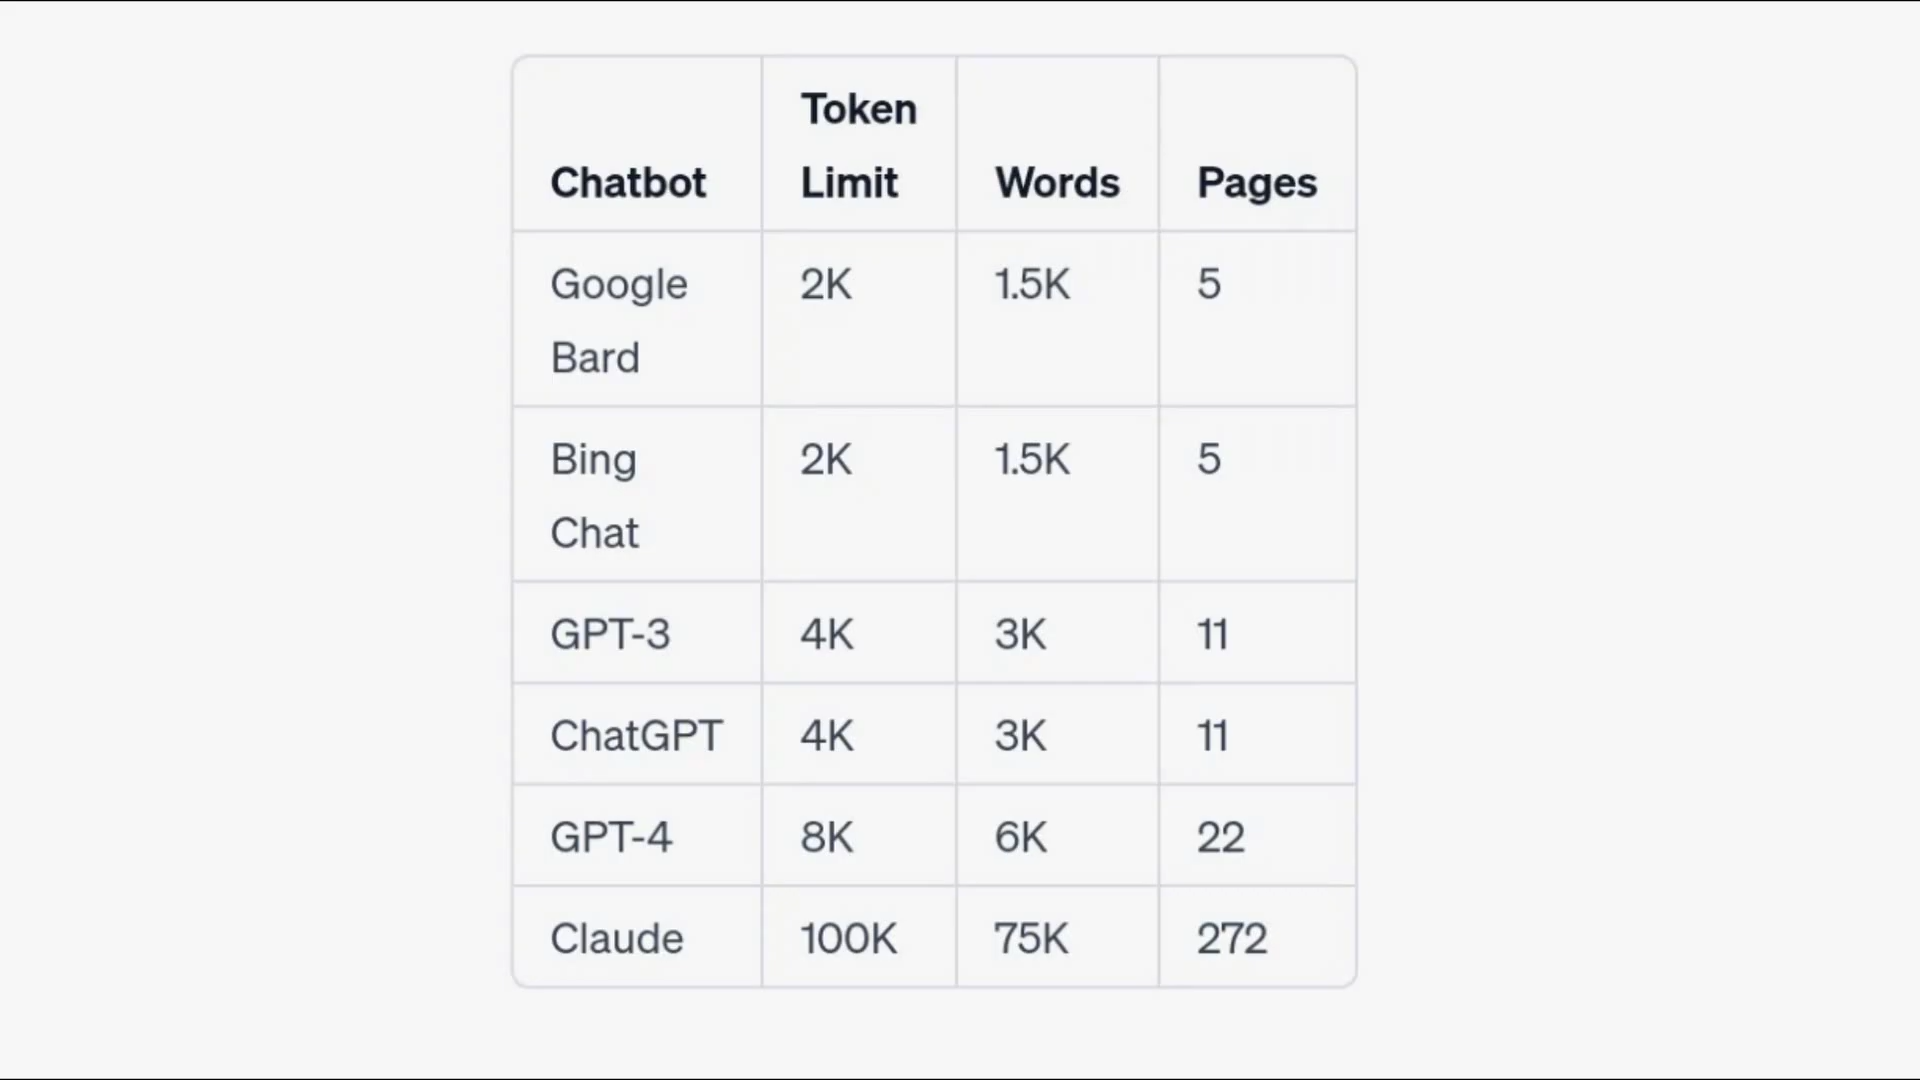 Chatbot Token Limit Words Pages
Google Bard 2K 1.5K 5
Bing Chat 2K 1.5K 5
GPT-3 4K 3K 11
ChatGPT 4K 3K 11
GPT-4 8K 6K 22
Claude 100K 75K 272